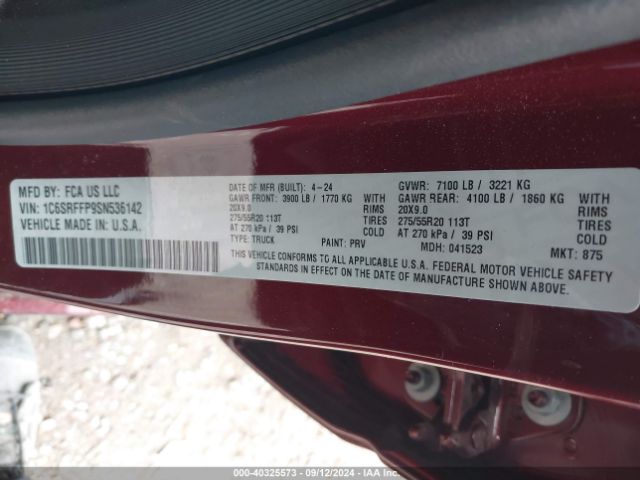 MFD BY: FCA US LLC
VIN: 1C6SRFFP9SN536142
VEHICLE MADE IN: U.S.A.
DATE OF MFR (BUILT): 4-24
GAWR FRONT: 3900 LB / 1770 KG
20X9.0 RIMS
275/55R20 113T TIRES
AT 270 kPa / 39 PSI COLD
TYPE: TRUCK PAINT: PRV
GVWR: 7100 LB / 3221 KG
GAWR REAR: 4100 LB / 1860 KG
20X9.0 RIMS
275/55R20 113T TIRES
AT 270 kPa / 39 PSI COLD
MDH: 041523 MKT: 875
THIS VEHICLE CONFORMS TO ALL APPLICABLE U.S.A. FEDERAL MOTOR VEHICLE SAFETY
STANDARDS IN EFFECT ON THE DATE OF MANUFACTURE SHOWN ABOVE.
000-40325573 - 09/12/2024 - IAA Inc.